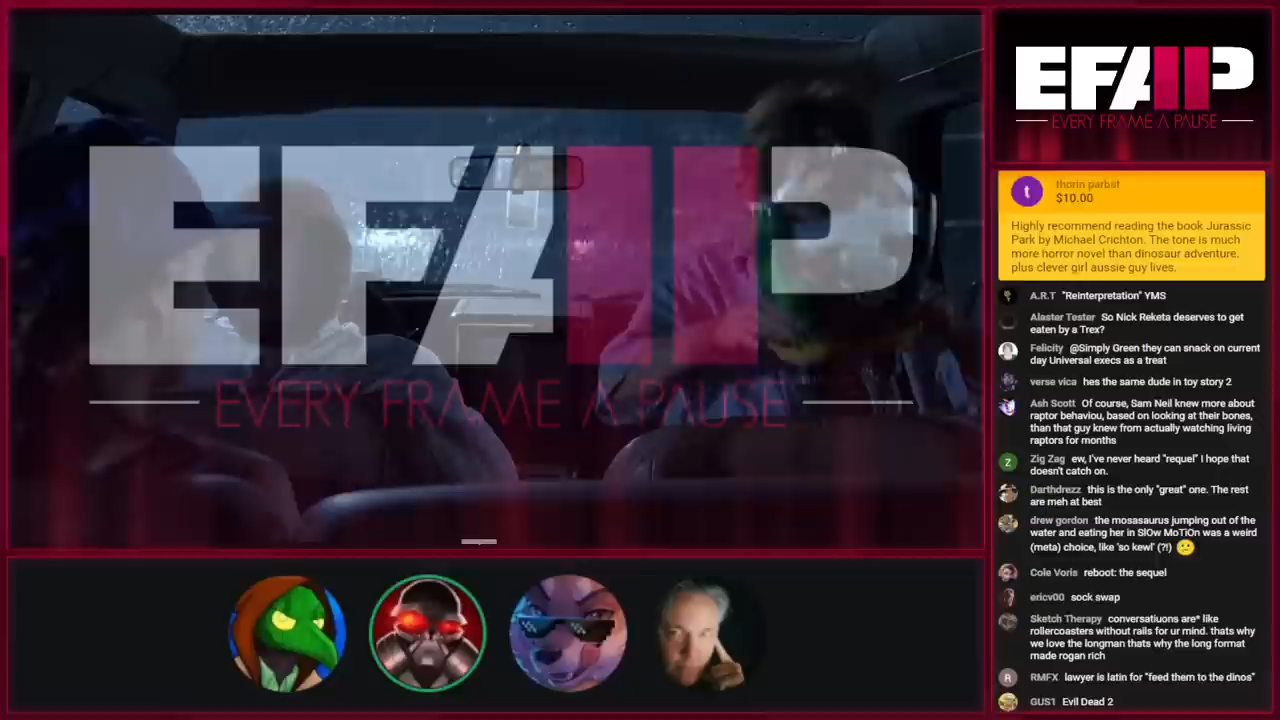 EFAP
EVERY FRAME A PAUSE
EFAP
EVERY FRAME A PAUSE
t
thorin parbsit
$10.00
Highly recommend reading the book Jurassic
Park by Michael Crichton. The tone is much
more horror novel than dinosaur adventure.
plus clever girl aussie guy lives.
A.R.T "Reinterpretation" YMS
Alaster Tester So Nick Reketa deserves to get
eaten by a Trex?
Felicity @Simply Green they can snack on current
day Universal execs as a treat
verse vica hes the same dude in toy story 2
Ash Scott Of course, Sam Neil knew more about
raptor behaviou, based on looking at their bones,
than that guy knew from actually watching living
raptors for months
Z
Zig Zag ew, I've never heard "requel" I hope that
doesn't catch on.
Darthdrezz this is the only "great" one. The rest
are meh at best
drew gordon the mosasaurus jumping out of the
water and eating her in SlOw MoTiOn was a weird
(meta) choice, like 'so kewl' (?!)
Cole Voris reboot: the sequel
ericv00 sock swap
Sketch Therapy conversatiuons are* like
rollercoasters without rails for ur mind. thats why
we love the longman thats why the long format
made rogan rich
R
RMFX lawyer is latin for "feed them to the dinos"
GUS1 Evil Dead 2